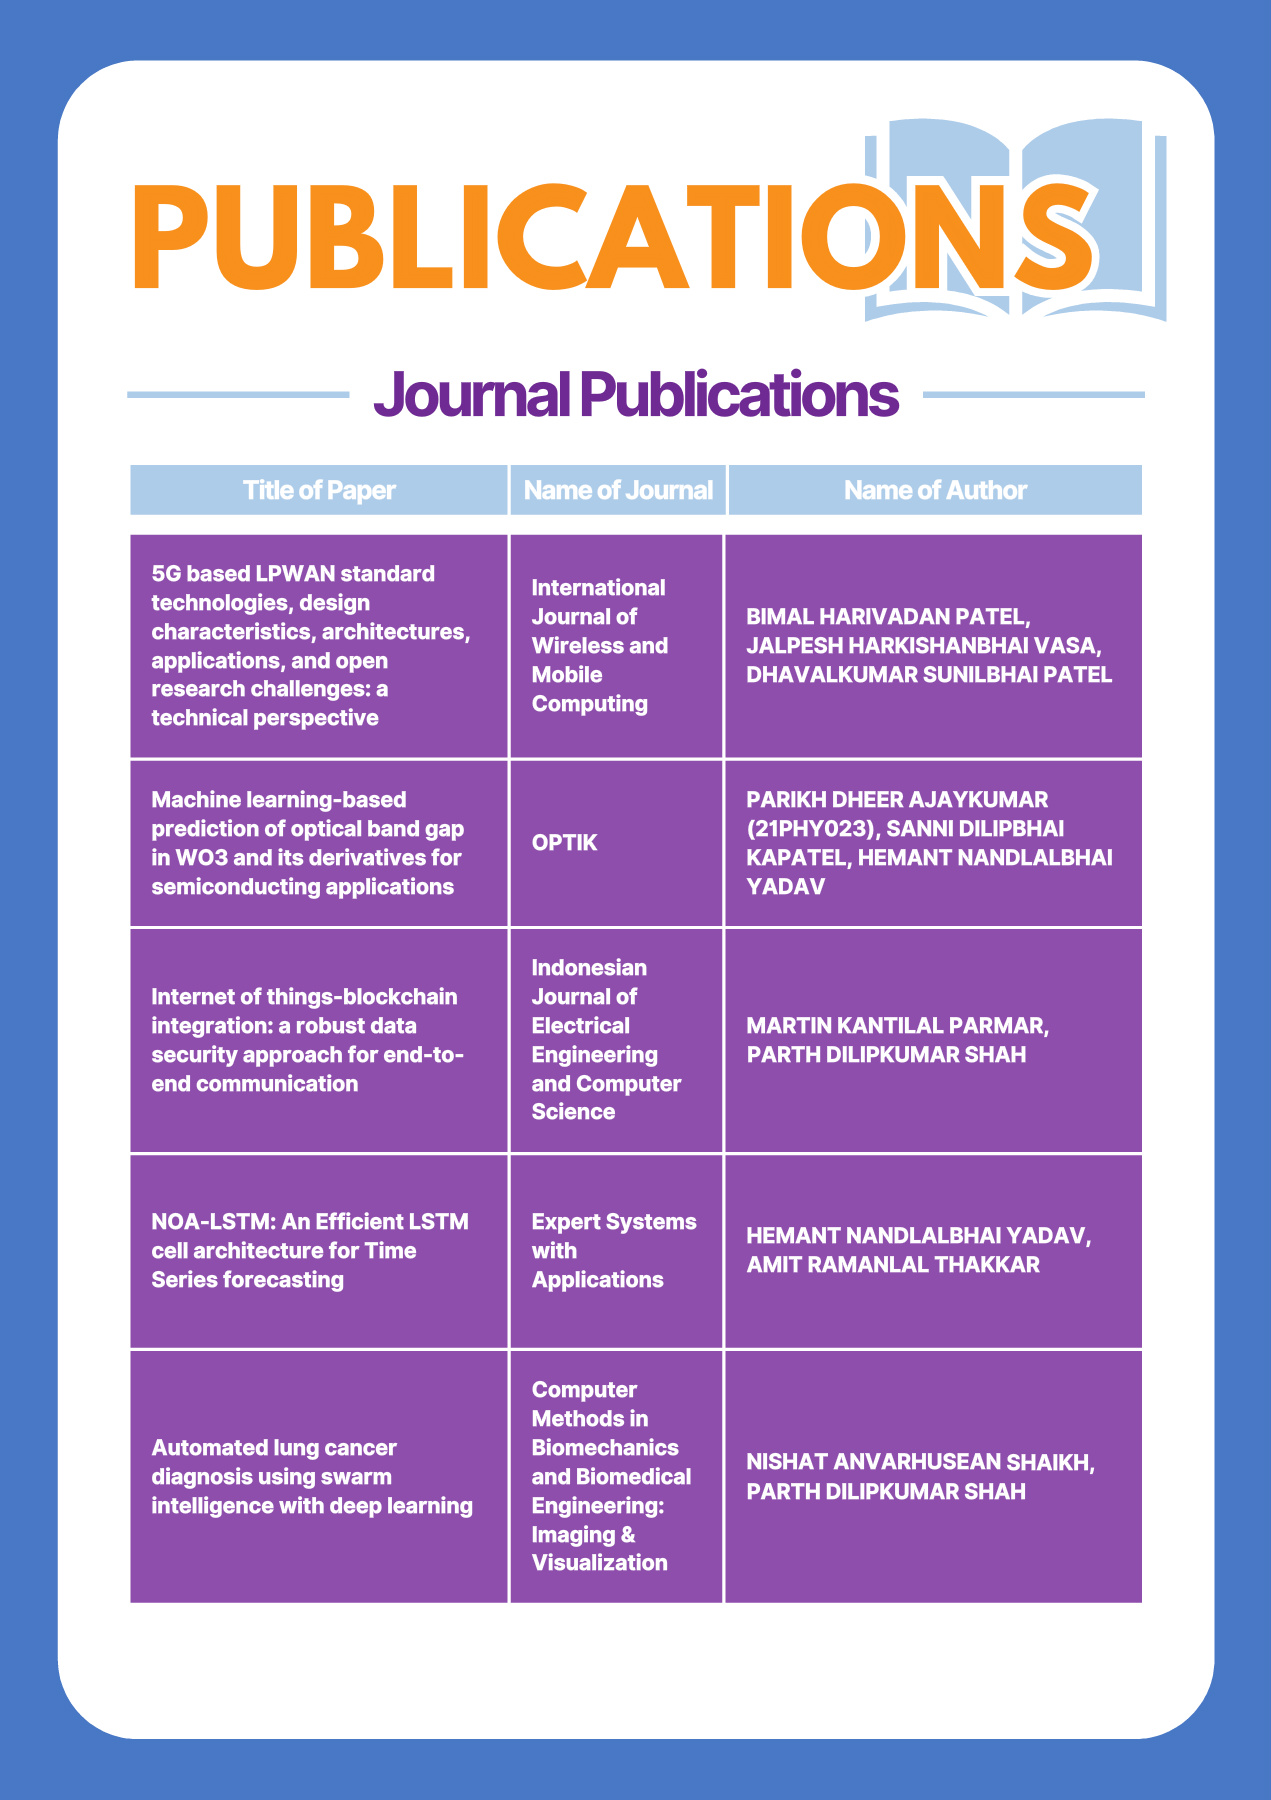 PUBLICATIONS
Journal Publications
Title of Paper
Name of Journal
Name of Author
5G based LPWAN standard
technologies, design
characteristics, architectures,
applications, and open
research challenges: a
technical perspective
International
Journal of
Wireless and
Mobile
Computing
BIMAL HARIVADAN PATEL,
JALPESH HARKISHANBHAI VASA,
DHAVALKUMAR SUNILBHAI PATEL
Machine learning-based
prediction of optical band gap
in WO3 and its derivatives for
semiconducting applications
OPTIK
PARIKH DHEER AJAYKUMAR
(21PHY023), SANNI DILIPBHAI
KAPATEL, HEMANT NANDLALBHAI
YADAV
Internet of things-blockchain
integration: a robust data
security approach for end-to-
end communication
Indonesian
Journal of
Electrical
Engineering
and Computer
Science
MARTIN KANTILAL PARMAR,
PARTH DILIPKUMAR SHAH
NOA-LSTM: An Efficient LSTM
cell architecture for Time
Series forecasting
Expert Systems
with
Applications
HEMANT NANDLALBHAI YADAV,
AMIT RAMANLAL THAKKAR
Automated lung cancer
diagnosis using swarm
intelligence with deep learning
Computer
Methods in
Biomechanics
and Biomedical
Engineering:
Imaging &
Visualization
NISHAT ANVARHUSEAN SHAIKH,
PARTH DILIPKUMAR SHAH